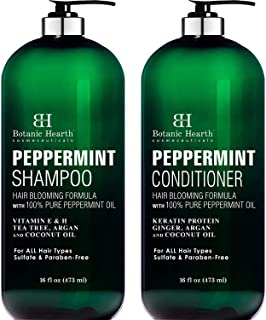 BH
Botanic Hearth
cosmeceuticals
PEPPERMINT
SHAMPOO
HAIR BLOOMING FORMULA
WITH 100% PURE PEPPERMINT OIL
VITAMIN E & H
TEA TREE, ARGAN
AND COCONUT OIL
For ALL Hair Types
Sulfate & Paraben-Free
16 fl oz (473 ml)
BH
Botanic Hearth
cosmeceuticals
PEPPERMINT
CONDITIONER
HAIR BLOOMING FORMULA
WITH 100% PURE PEPPERMINT OIL
KERATIN PROTEIN
GINGER, ARGAN
AND COCONUT OIL
For ALL Hair Types
Sulfate & Paraben-Free
16 fl oz (473 ml)